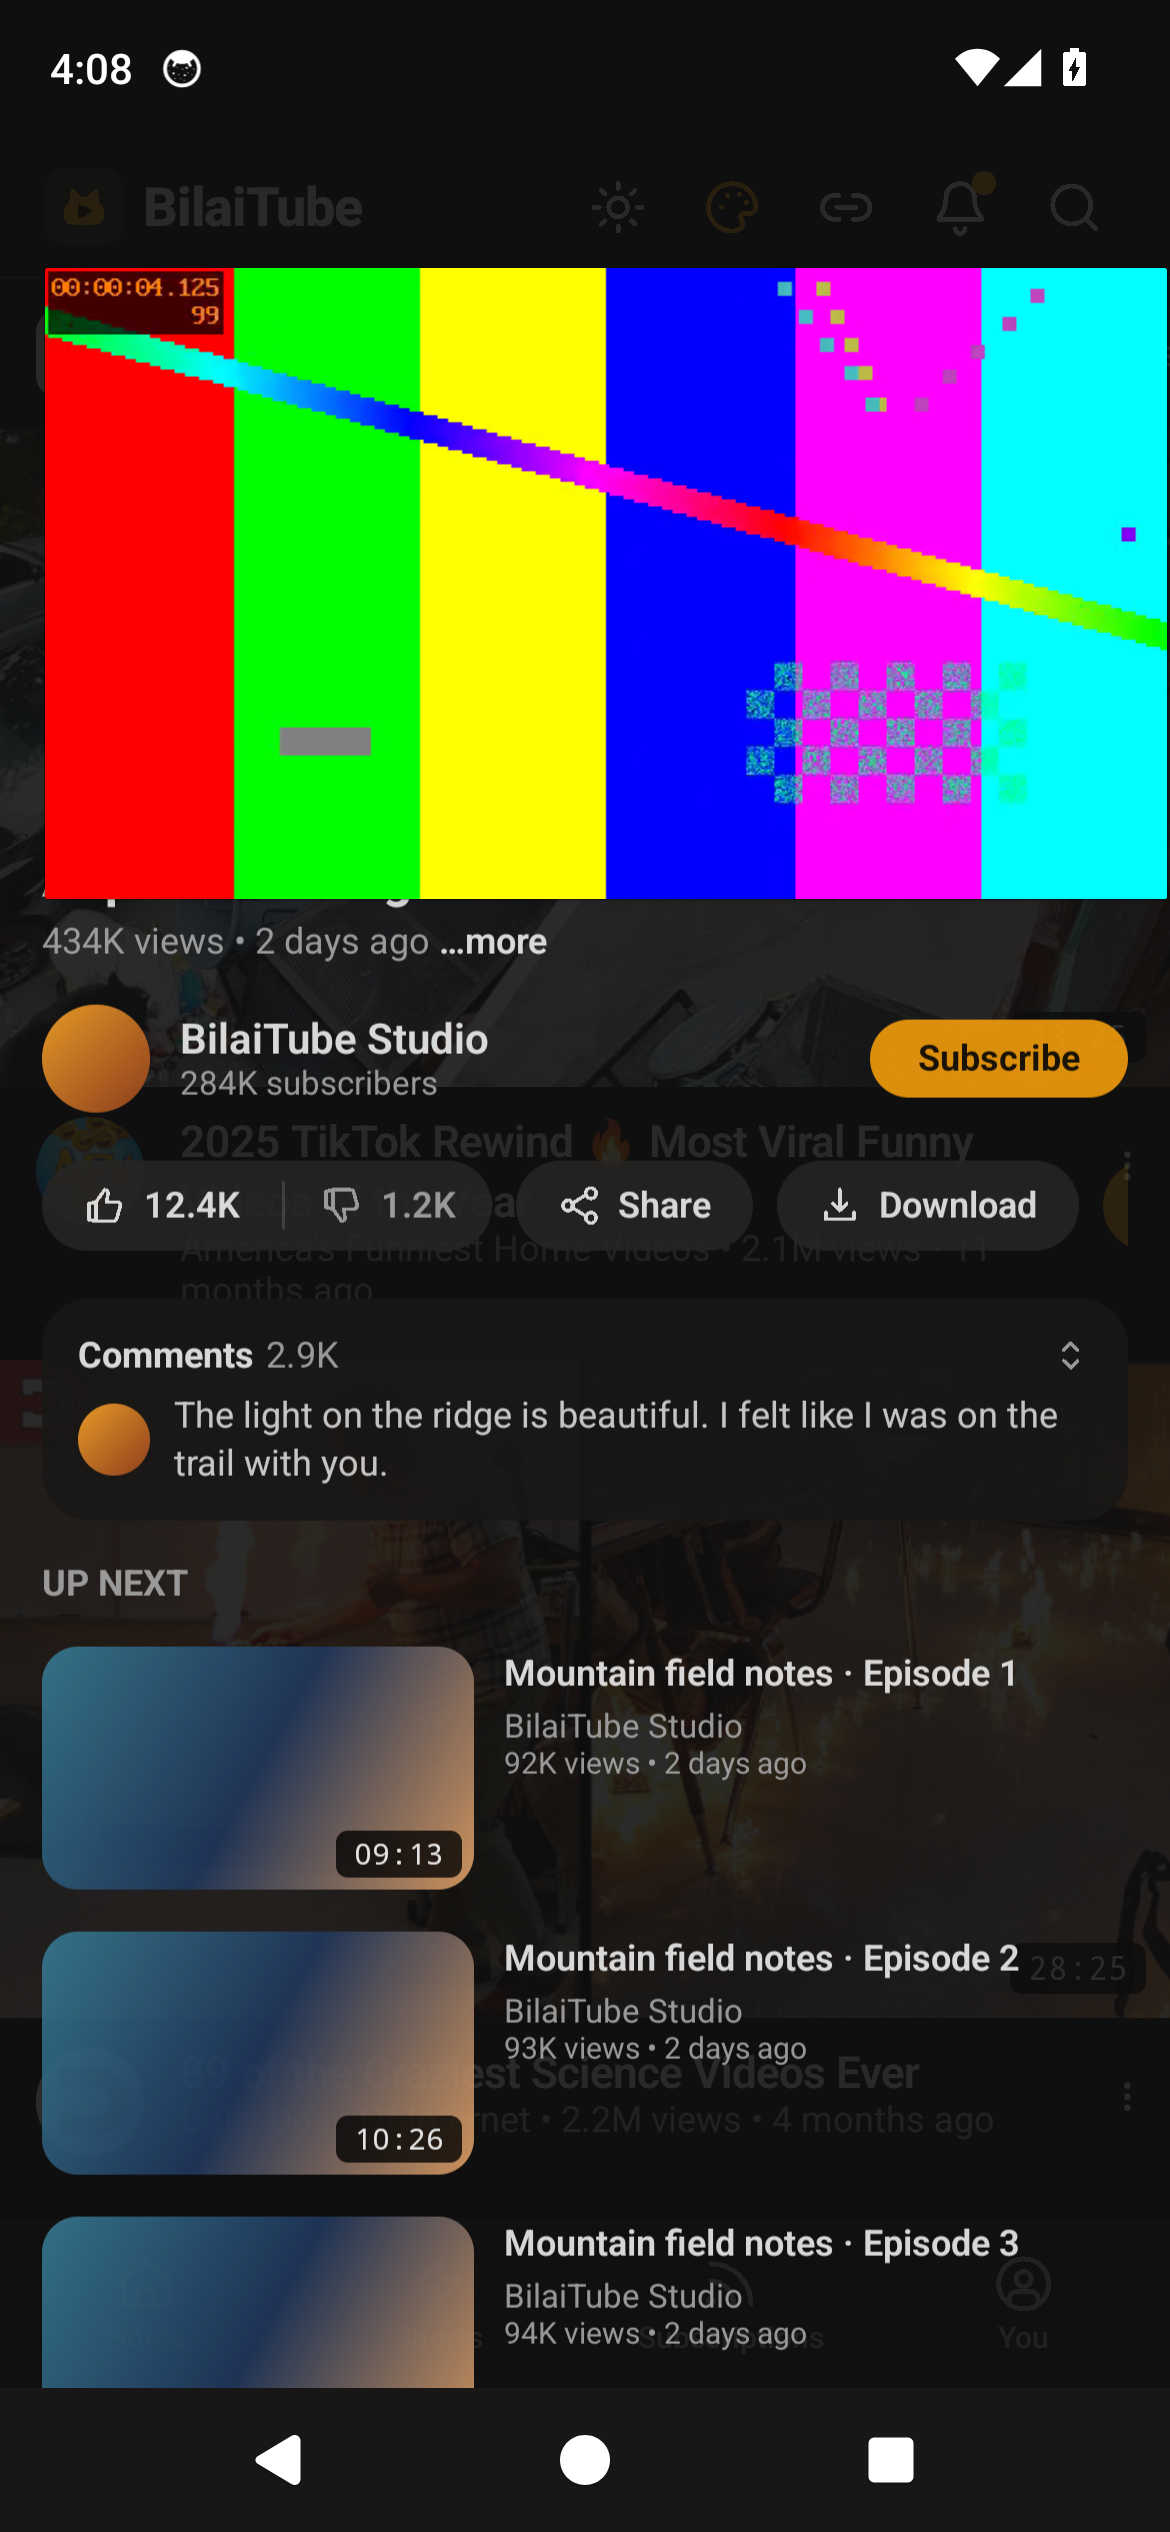 4:08
BilaiTube
00:00:04.125
99
434K views • 2 days ago ...more
BilaiTube Studio
284K subscribers
Subscribe
2025 TikTok Rewind 🔥 Most Viral Funny
12.4K
1.2K
Share
Download
America's Funniest Home Videos • 2.1M views • 11
months ago
Comments 2.9K
The light on the ridge is beautiful. I felt like I was on the
trail with you.
UP NEXT
Mountain field notes · Episode 1
BilaiTube Studio
92K views • 2 days ago
09:13
Mountain field notes · Episode 2
28:25
BilaiTube Studio
93K views • 2 days ago
89 of the Craziest Science Videos Ever
2.2M views • 4 months ago
10:26
Mountain field notes · Episode 3
BilaiTube Studio
94K views • 2 days ago
Subscriptions
You